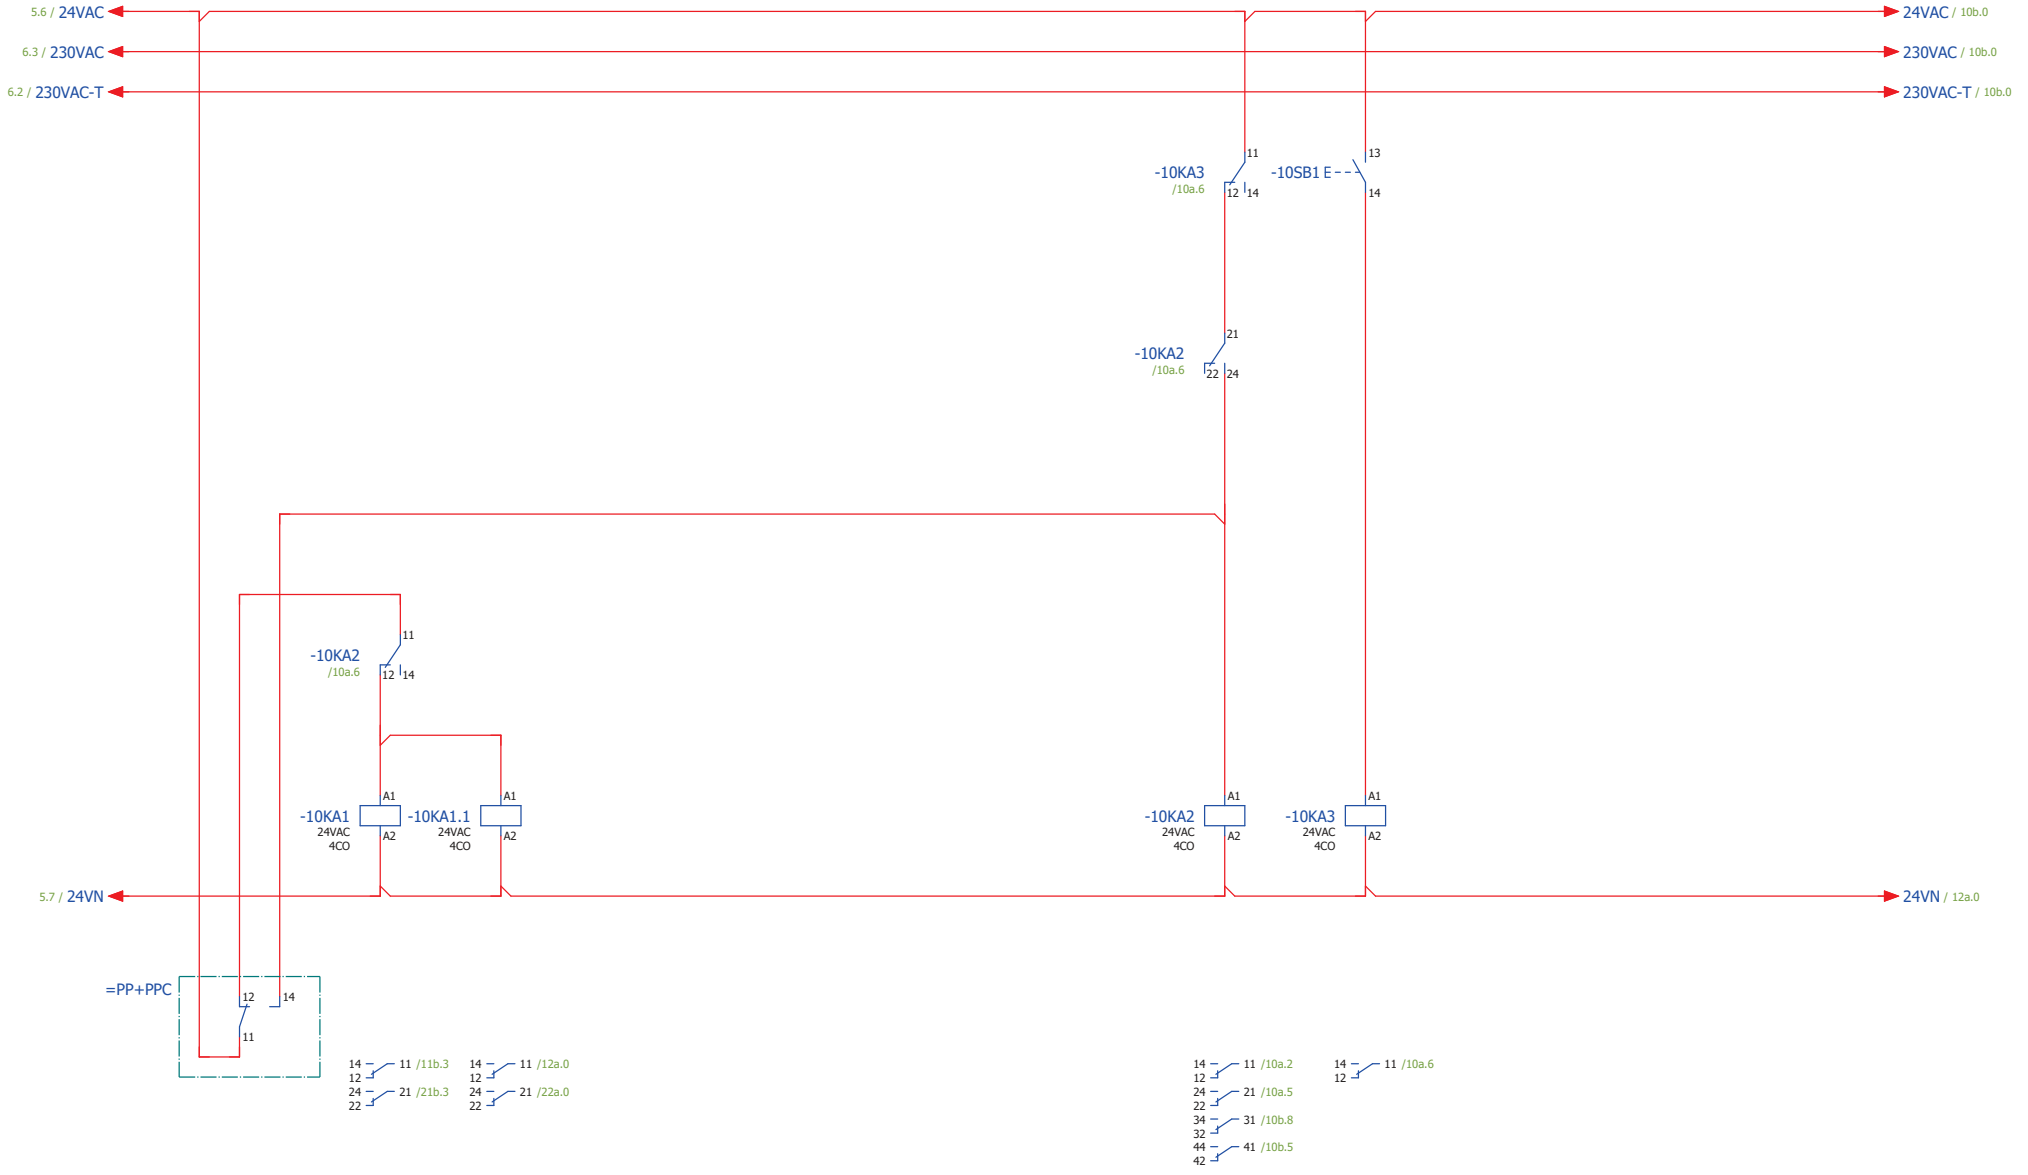 5.6 / 24VAC
24VAC / 10b.0
6.3 / 230VAC
230VAC / 10b.0
6.2 / 230VAC-T
230VAC-T / 10b.0
11
-10KA3
/10a.6
12 14
13
-10SB1 E
14
21
-10KA2
/10a.6
22 24
11
-10KA2
/10a.6
12 14
A1
-10KA1
24VAC
4CO
A2
A1
-10KA1.1
24VAC
4CO
A2
A1
-10KA2
24VAC
4CO
A2
A1
-10KA3
24VAC
4CO
A2
5.7 / 24VN
24VN / 12a.0
=PP+PPC
12 14
11
14 11 /11b.3
12
24 21 /21b.3
22
14 11 /12a.0
12
24 21 /22a.0
22
14 11 /10a.2
12
24 21 /10a.5
22
34 31 /10b.8
32
44 41 /10b.5
42
14 11 /10a.6
12